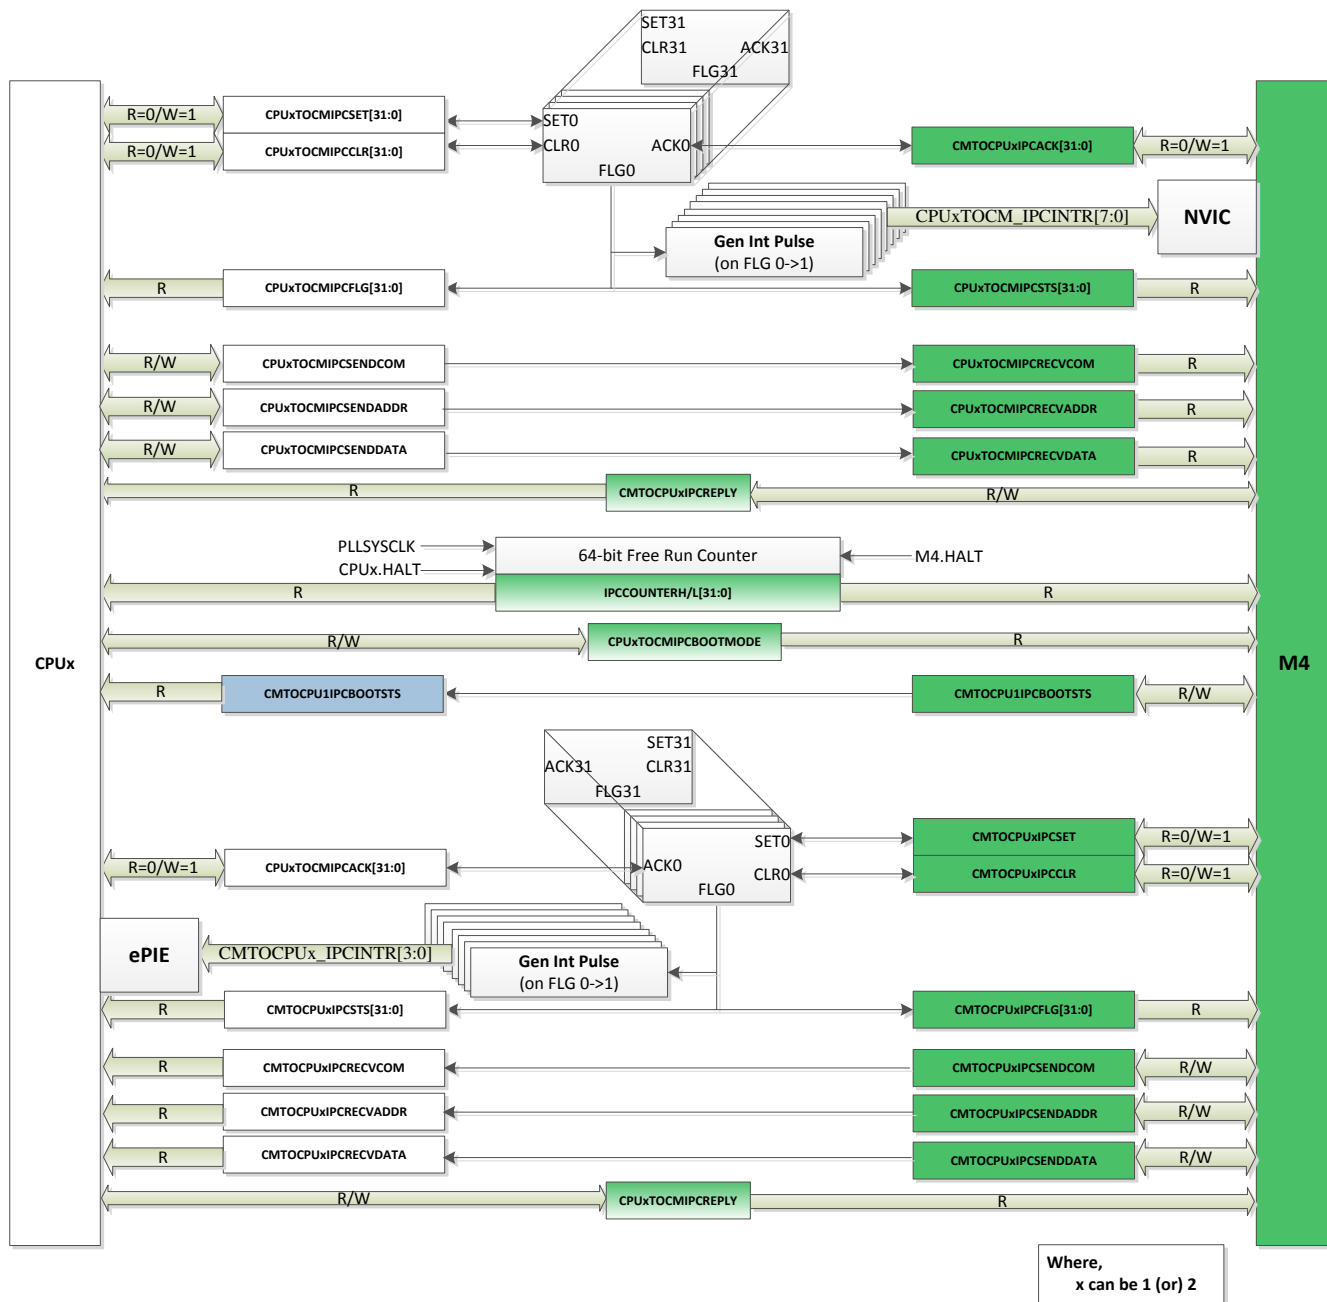 SET31
CLR31 ACK31
FLG31
R=0/W=1 CPUxTOCMIPCSET[31:0] SET0
R=0/W=1 CPUxTOCMIPCCLR[31:0] CLR0 ACK0 CMTOCPUxIPCACK[31:0] R=0/W=1
FLG0
CPUxTOCM_IPCINTR[7:0] NVIC
Gen Int Pulse
(on FLG 0->1)
R CPUxTOCMIPCFLG[31:0] CPUxTOCMIPCSTS[31:0] R
R/W CPUxTOCMIPCSENDCOM CPUxTOCMIPCRECVCOM R
R/W CPUxTOCMIPCSENDADDR CPUxTOCMIPCRECVADDR R
R/W CPUxTOCMIPCSENDDATA CPUxTOCMIPCRECVDATA R
R CMTOCPUxIPCREPLY R/W
PLLSYSCLK 64-bit Free Run Counter M4.HALT
CPUx.HALT
R IPCCOUNTERH/L[31:0] R
R/W CPUxTOCMIPCBOOTMODE R
CPUx M4
R CMTOCPU1IPCBOOTSTS CMTOCPU1IPCBOOTSTS R/W
SET31
ACK31 CLR31
FLG31
SET0 CMTOCPUxIPCSET R=0/W=1
R=0/W=1 CPUxTOCMIPCACK[31:0] ACK0 CLR0 CMTOCPUxIPCCLR R=0/W=1
FLG0
ePIE CMTOCPUx_IPCINTR[3:0] Gen Int Pulse
(on FLG 0->1)
R CMTOCPUxIPCSTS[31:0] CMTOCPUxIPCFLG[31:0] R
R CMTOCPUxIPCRECVCOM CMTOCPUxIPCSENDCOM R/W
R CMTOCPUxIPCRECVADDR CMTOCPUxIPCSENDADDR R/W
R CMTOCPUxIPCRECVDATA CMTOCPUxIPCSENDDATA R/W
R/W CPUxTOCMIPCREPLY R
Where,
x can be 1 (or) 2